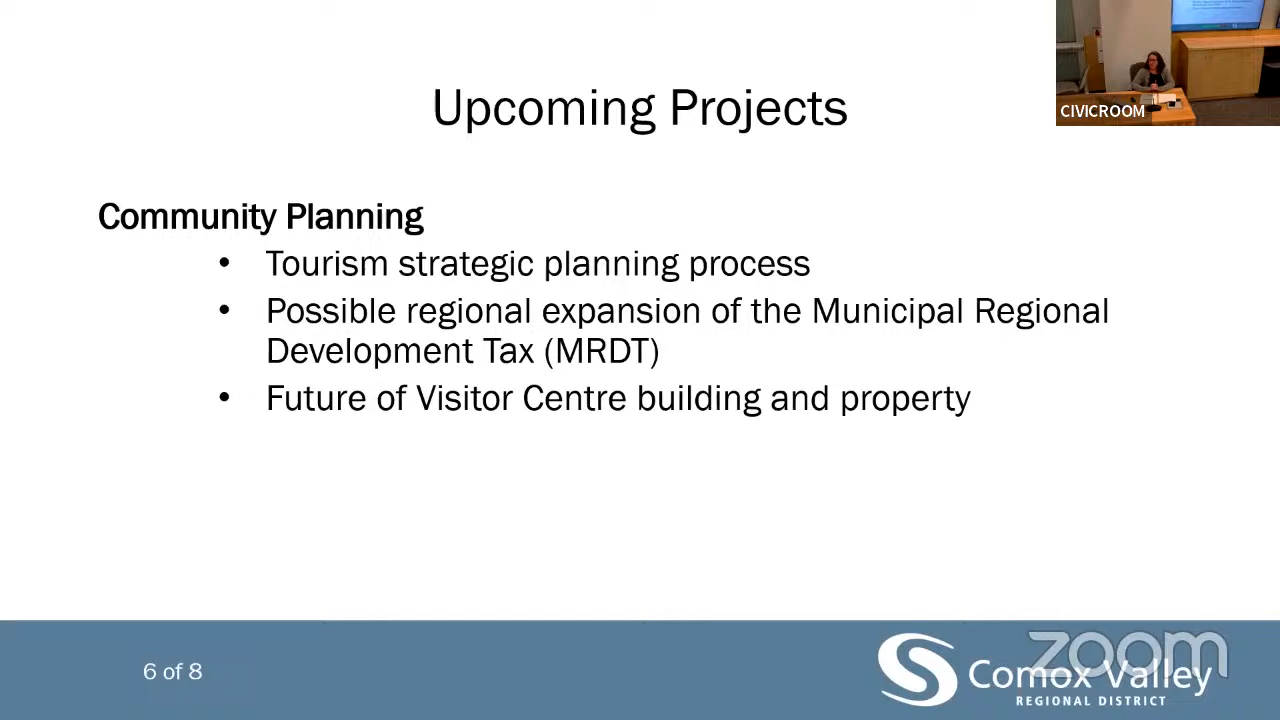 Upcoming Projects
CIVICROOM
Community Planning
• Tourism strategic planning process
• Possible regional expansion of the Municipal Regional
Development Tax (MRDT)
• Future of Visitor Centre building and property
6 of 8
zoom
Comox Valley
REGIONAL DISTRICT